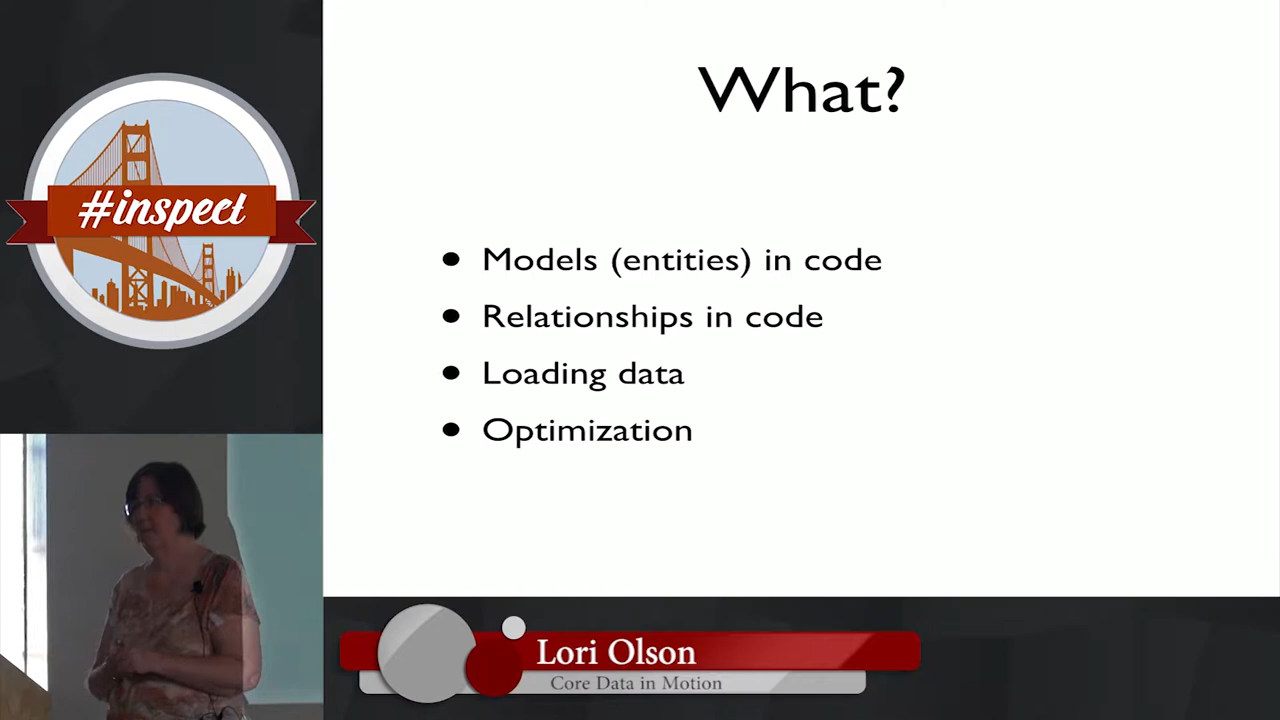 #inspect
What?
• Models (entities) in code
• Relationships in code
• Loading data
• Optimization
Lori Olson
Core Data in Motion